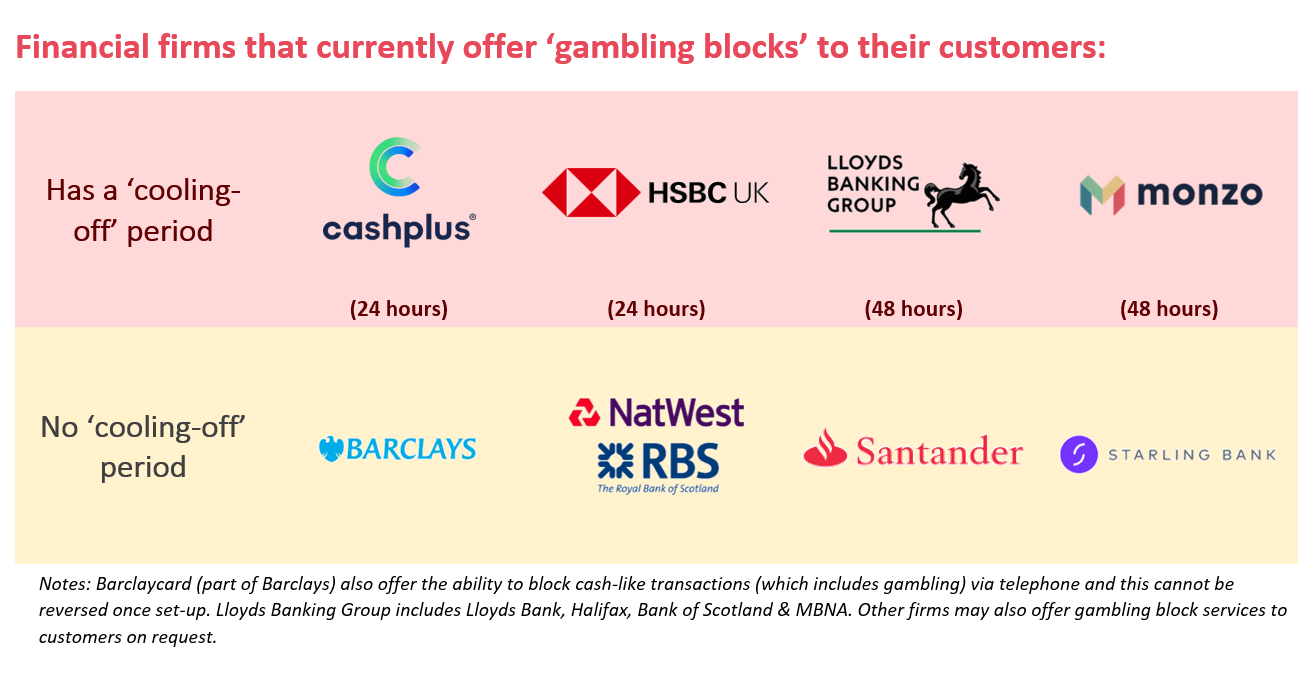 Financial firms that currently offer ‘gambling blocks’ to their customers:
Has a ‘cooling-
off’ period
cashplus®
HSBC UK
LLOYDS
BANKING
GROUP
monzo
(24 hours)
(24 hours)
(48 hours)
(48 hours)
No ‘cooling-off’
period
BARCLAYS
NatWest
RBS
The Royal Bank of Scotland
Santander
STARLING BANK
Notes: Barclaycard (part of Barclays) also offer the ability to block cash-like transactions (which includes gambling) via telephone and this cannot be
reversed once set-up. Lloyds Banking Group includes Lloyds Bank, Halifax, Bank of Scotland & MBNA. Other firms may also offer gambling block services to
customers on request.